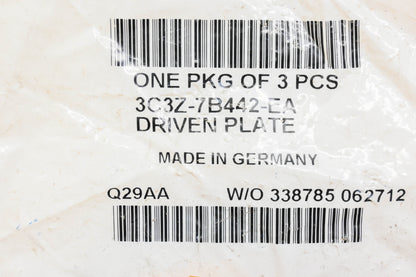 ONE PKG OF 3 PCS
3C3Z-7B442-EA
DRIVEN PLATE
MADE IN GERMANY
Q29AA W/O 338785 062712